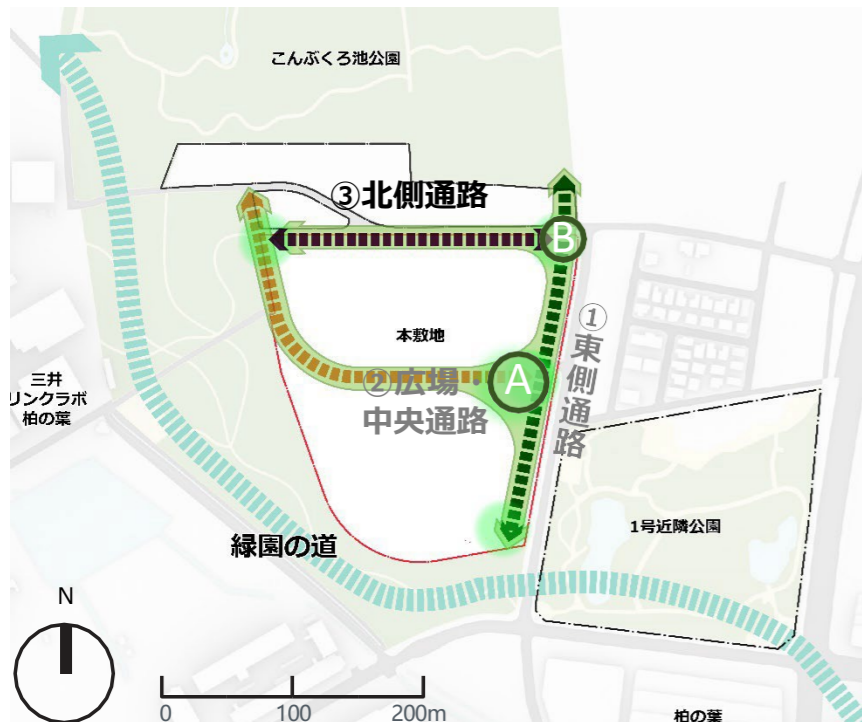 こんぶくろ池公園
③北側通路
B
①東側通路
本敷地
A
②広場・
中央通路
三井
リンクラボ
柏の葉
1号近隣公園
緑園の道
N
0 100 200m
柏の葉